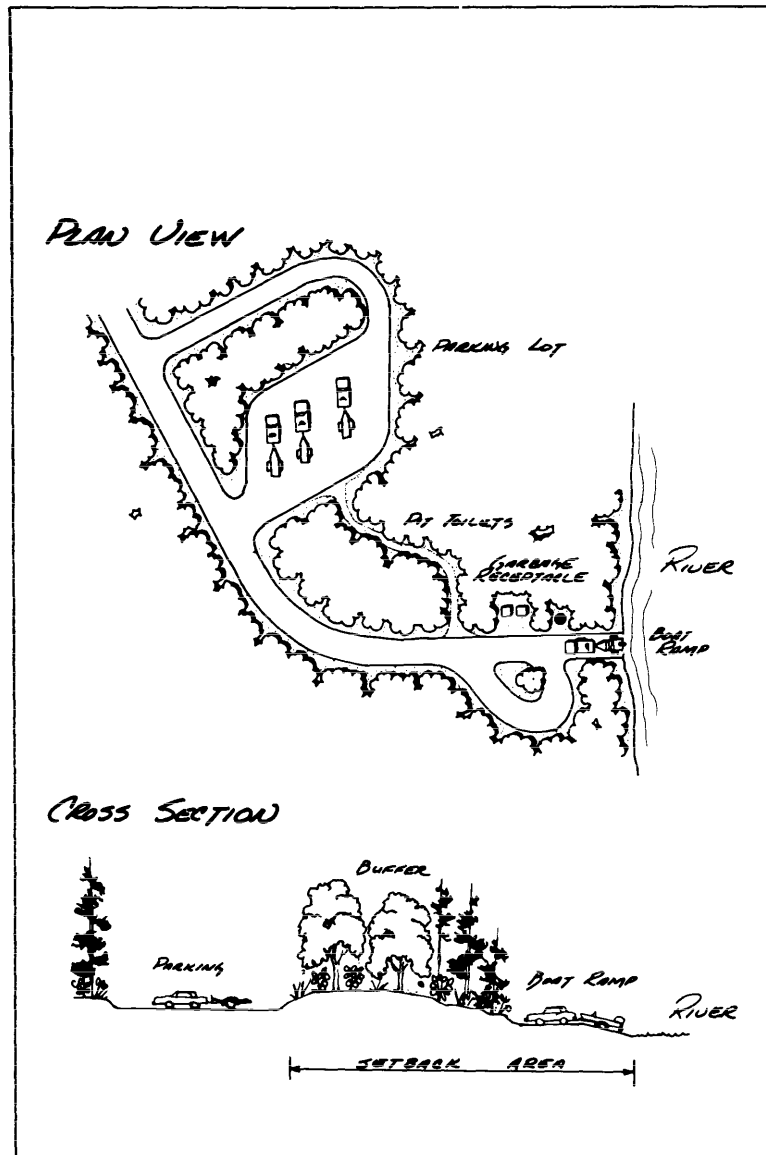 PLAN VIEW
PARKING LOT
PIT TOILETS
GARBAGE
RECEPTACLE
RIVER
BOAT
RAMP
CROSS SECTION
BUFFER
PARKING
BOAT RAMP
RIVER
SETBACK AREA